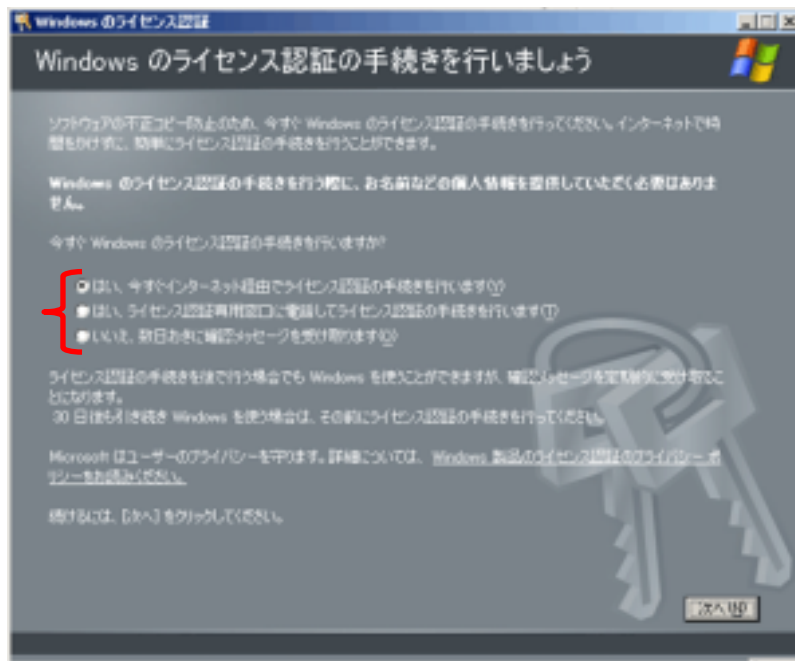 Windows のライセンス認証
Windows のライセンス認証の手続きを行いましょう
ソフトウェアの不正コピー防止のため、今すぐ Windows のライセンス認証の手続きを行ってください。インターネットで時
間をかけずに、簡単にライセンス認証の手続きを行うことができます。
Windows のライセンス認証の手続きを行う際に、お名前などの個人情報を提供していただく必要はありま
せん。
今すぐ Windows のライセンス認証の手続きを行いますか?
はい、今すぐインターネット経由でライセンス認証の手続きを行います(Y)
はい、ライセンス認証専用窓口に電話してライセンス認証の手続きを行います(T)
いいえ、数日おきに確認メッセージを受け取ります(O)
ライセンス認証の手続きを後で行う場合でも Windows を使うことができますが、確認メッセージを定期的に受け取るこ
とになります。
30 日後も引き続き Windows を使う場合は、その前にライセンス認証の手続きを行ってください。
Microsoft はユーザーのプライバシーを守ります。詳細については、Windows 製品のライセンス認証のプライバシー ポ
リシーをお読みください。
続けるには、[次へ] をクリックしてください。
次へ(N)